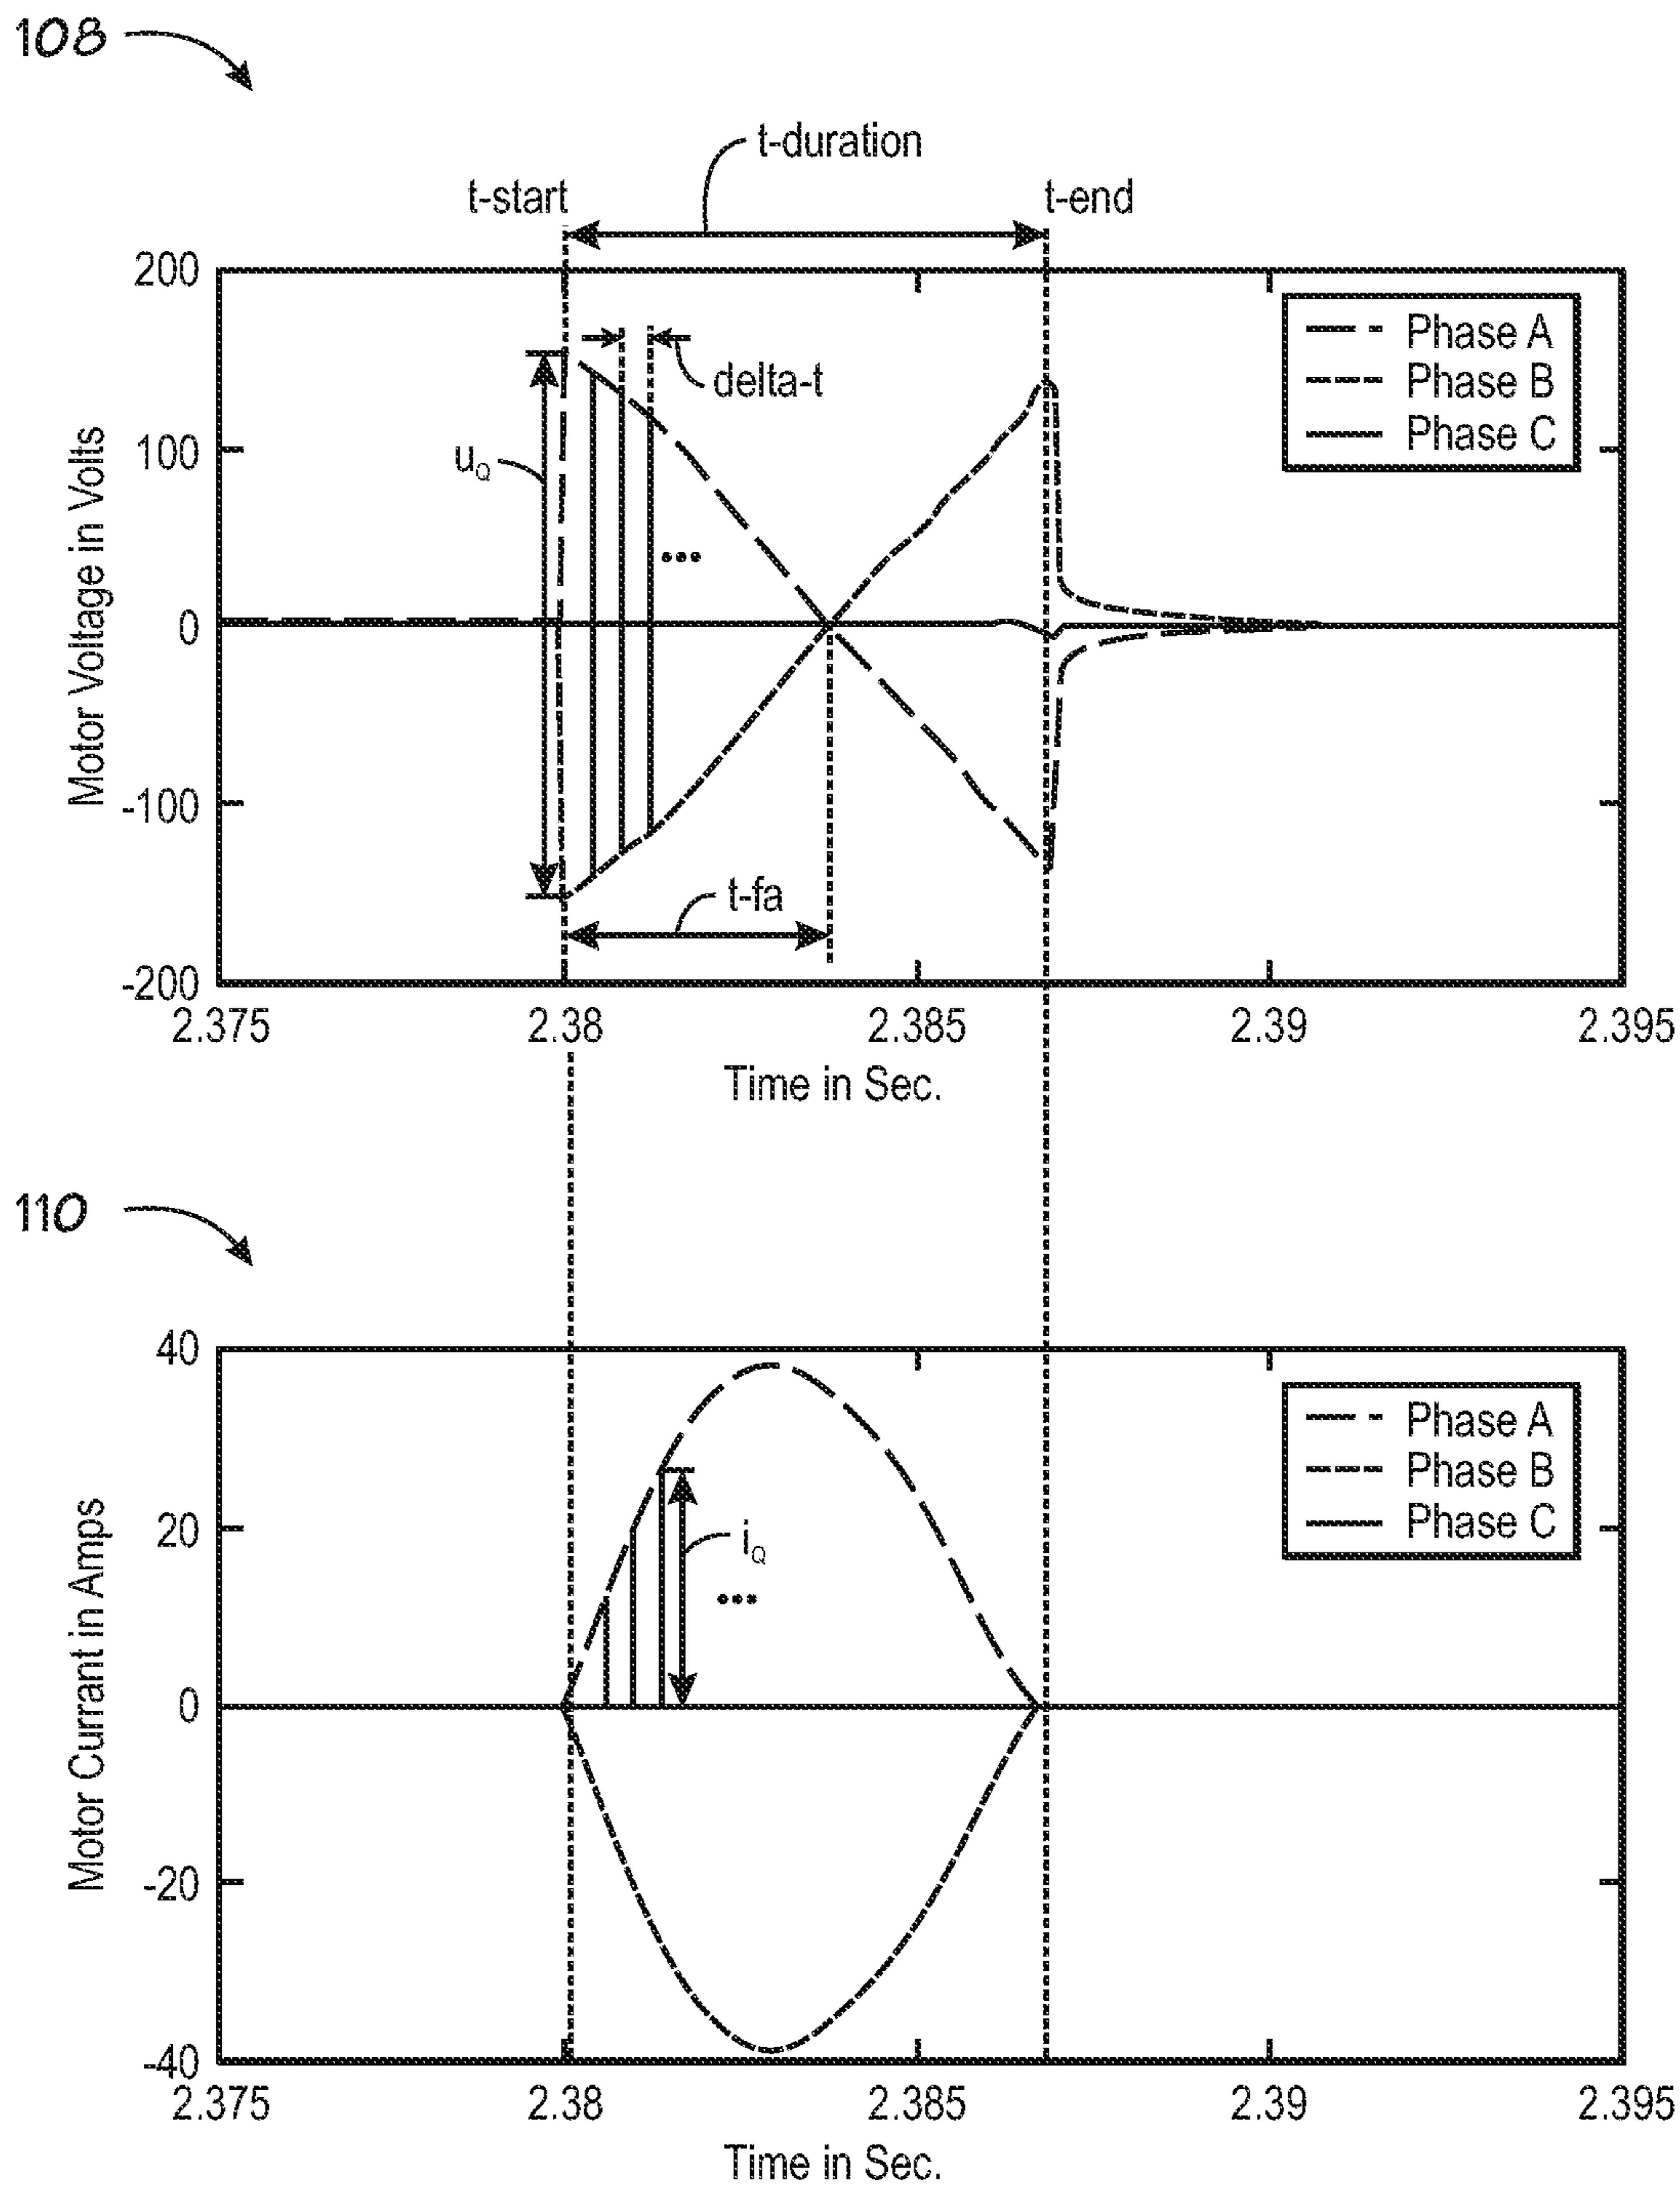 108
t-duration
t-start
t-end
200
100
0
-100
-200
Motor Voltage in Volts
Phase A
Phase B
Phase C
delta-t
uQ
t-fa
2.375
2.38
2.385
2.39
2.395
Time in Sec.
110
40
20
0
-20
-40
Motor Currant in Amps
Phase A
Phase B
Phase C
iQ
2.375
2.38
2.385
2.39
2.395
Time in Sec.